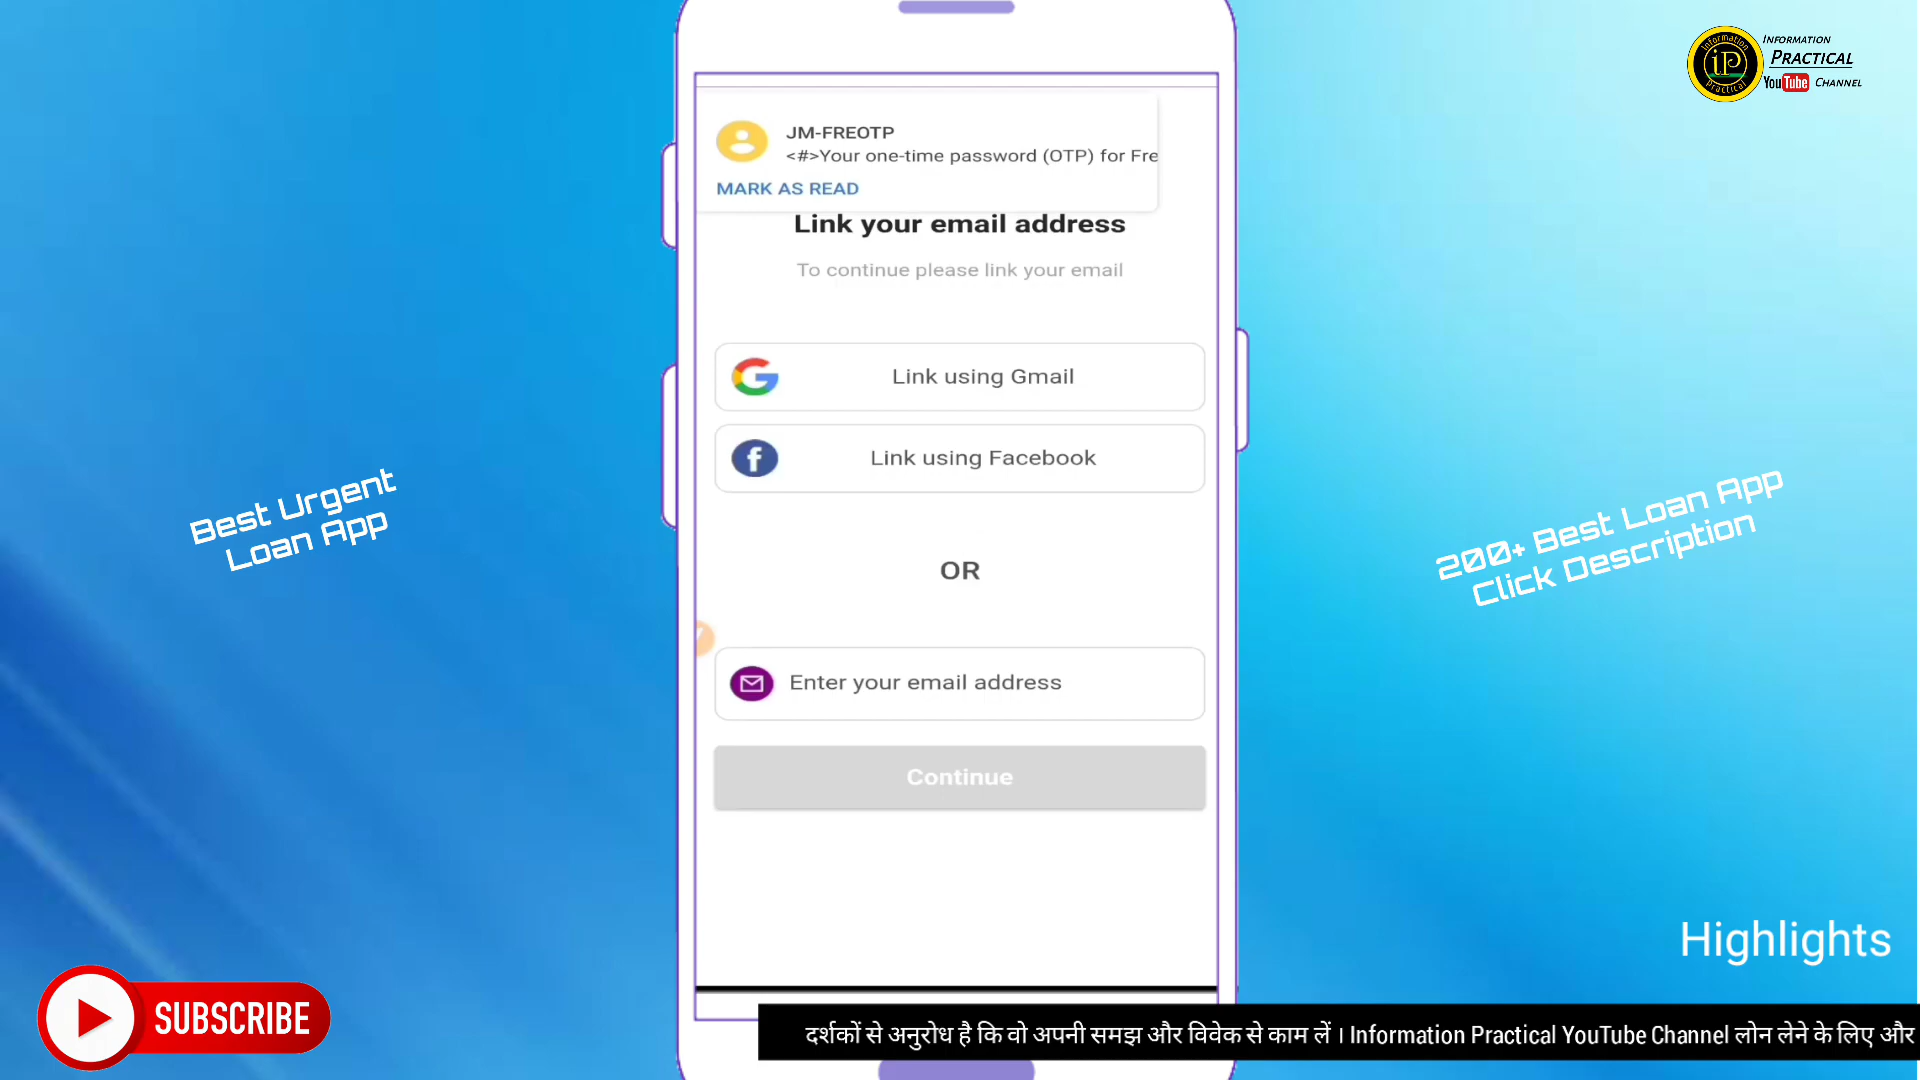 Information
Practical
iP
INFORMATION
PRACTICAL
YouTube CHANNEL
JM-FREOTP
<#>Your one-time password (OTP) for Fre
MARK AS READ
Link your email address
To continue please link your email
Link using Gmail
Link using Facebook
Best Urgent
Loan App
200+ Best Loan App
Click Description
OR
Enter your email address
Continue
Highlights
SUBSCRIBE
दर्शकों से अनुरोध है कि वो अपनी समझ और विवेक से काम लें । Information Practical YouTube Channel लोन लेने के लिए और